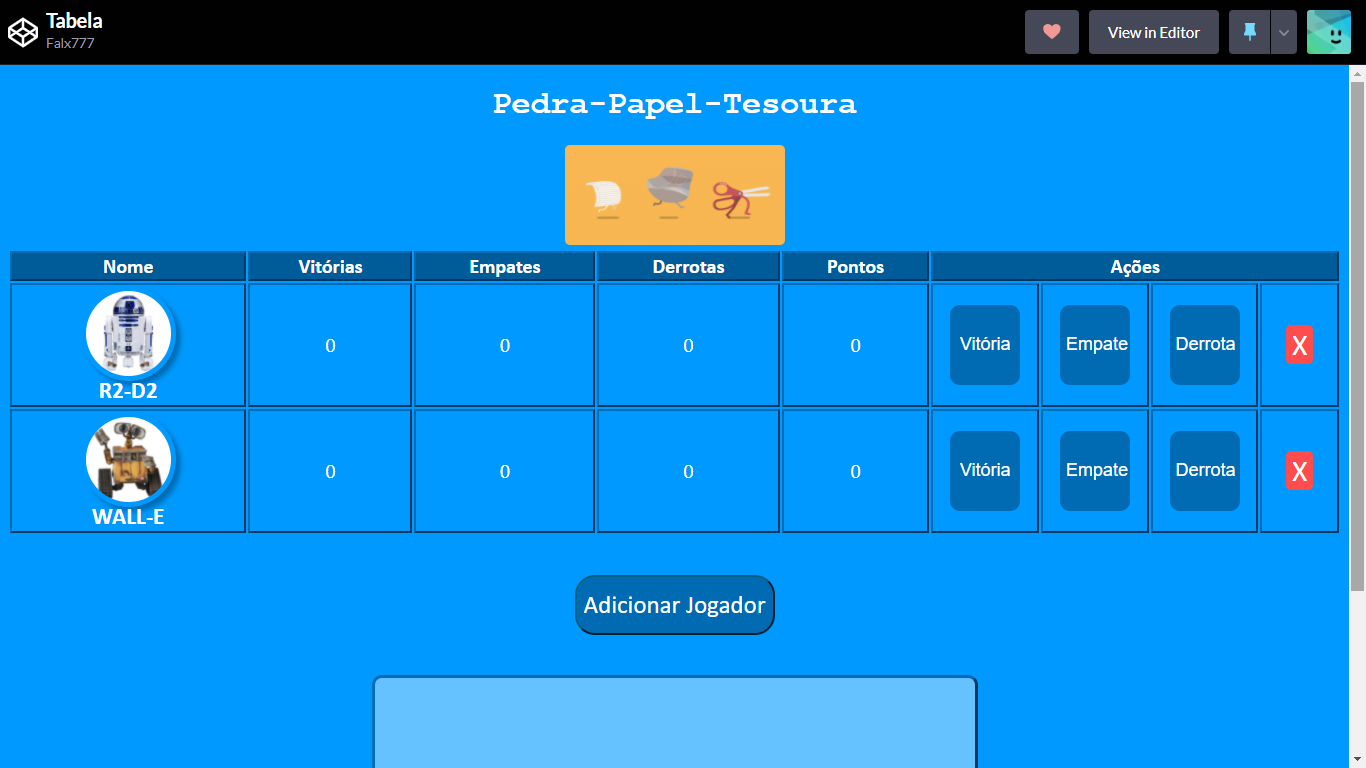 Tabela
Falx777
View in Editor
Pedra-Papel-Tesoura
Nome Vitórias Empates Derrotas Pontos Ações
R2-D2 0 0 0 0 Vitória Empate Derrota X
WALL-E 0 0 0 0 Vitória Empate Derrota X
Adicionar Jogador